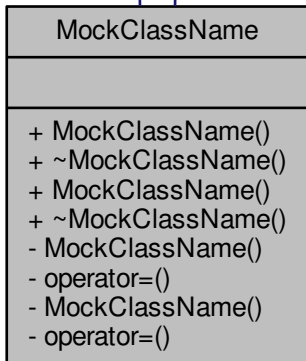 MockClassName
+ MockClassName()
+ ~MockClassName()
+ MockClassName()
+ ~MockClassName()
- MockClassName()
- operator=()
- MockClassName()
- operator=()